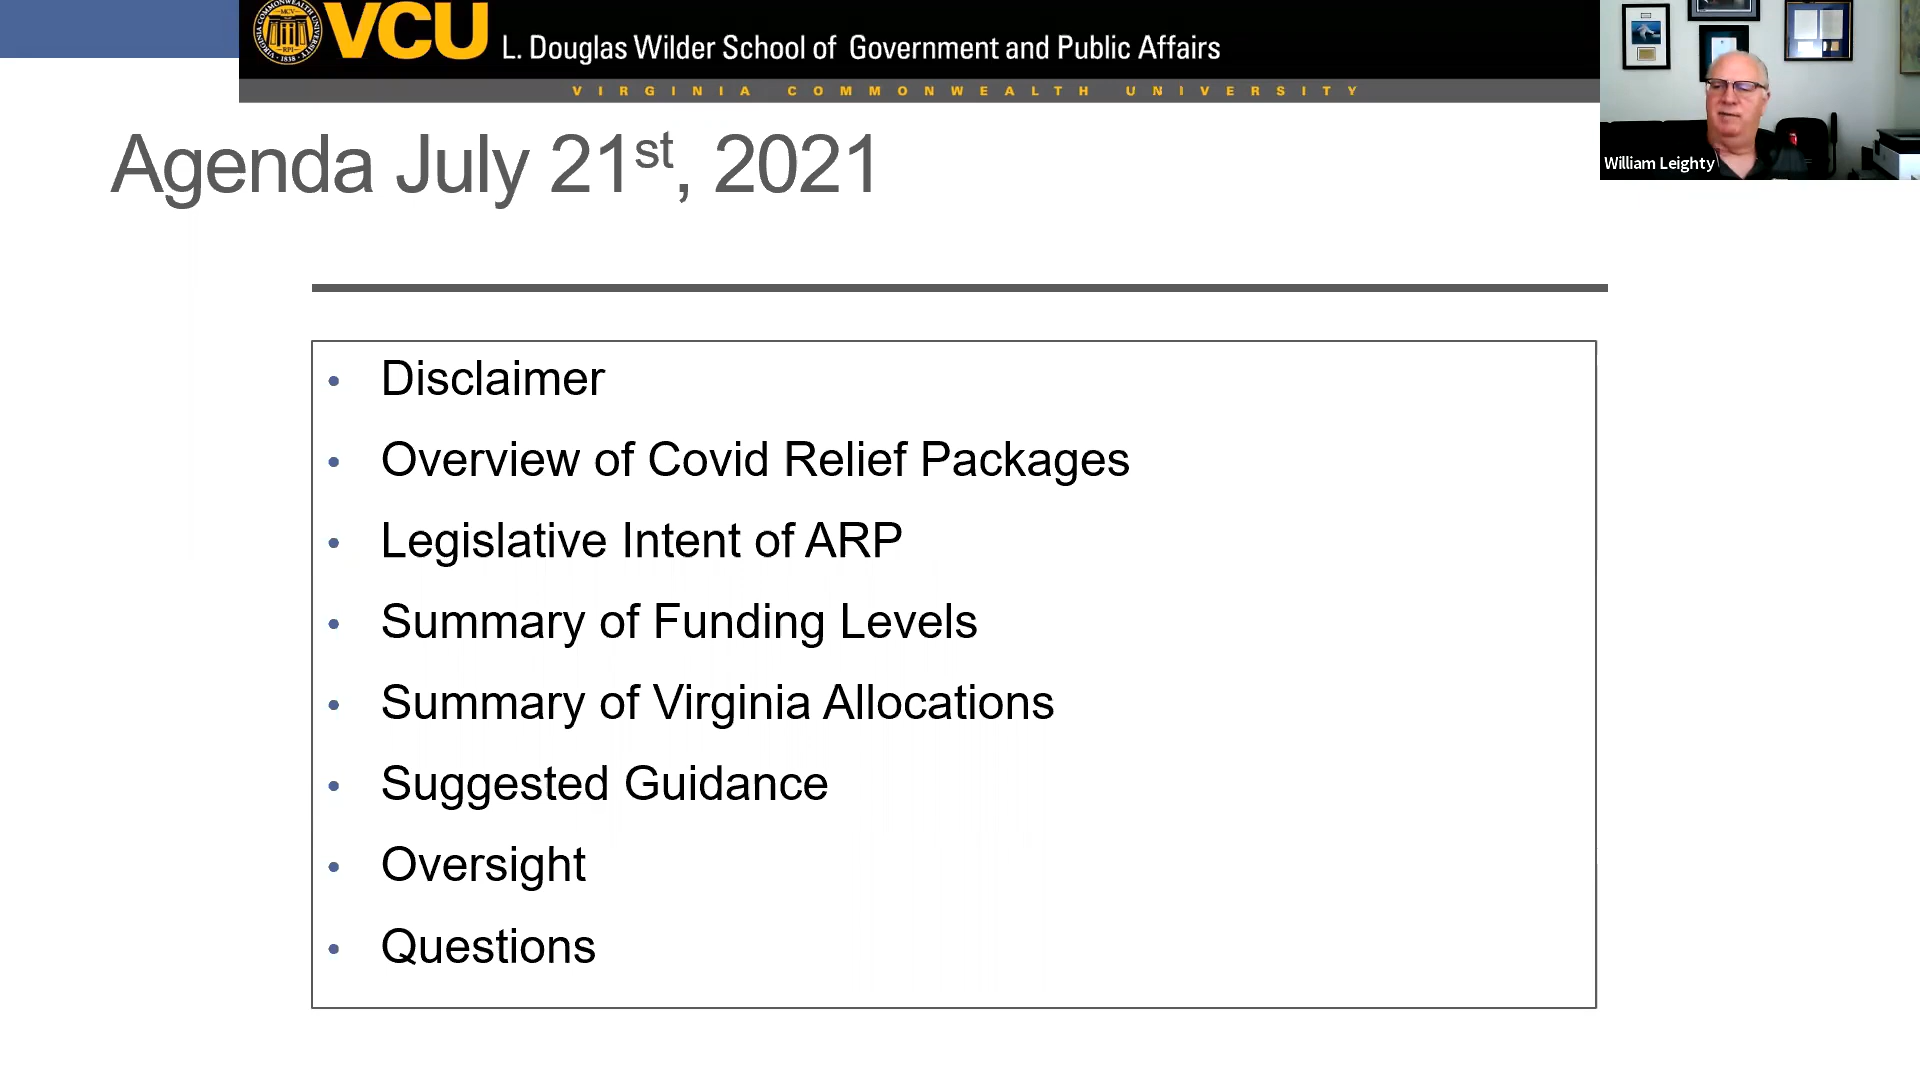 VCU L. Douglas Wilder School of Government and Public Affairs
VIRGINIA COMMONWEALTH UNIVERSITY
Agenda July 21st, 2021
William Leighty
• Disclaimer
• Overview of Covid Relief Packages
• Legislative Intent of ARP
• Summary of Funding Levels
• Summary of Virginia Allocations
• Suggested Guidance
• Oversight
• Questions